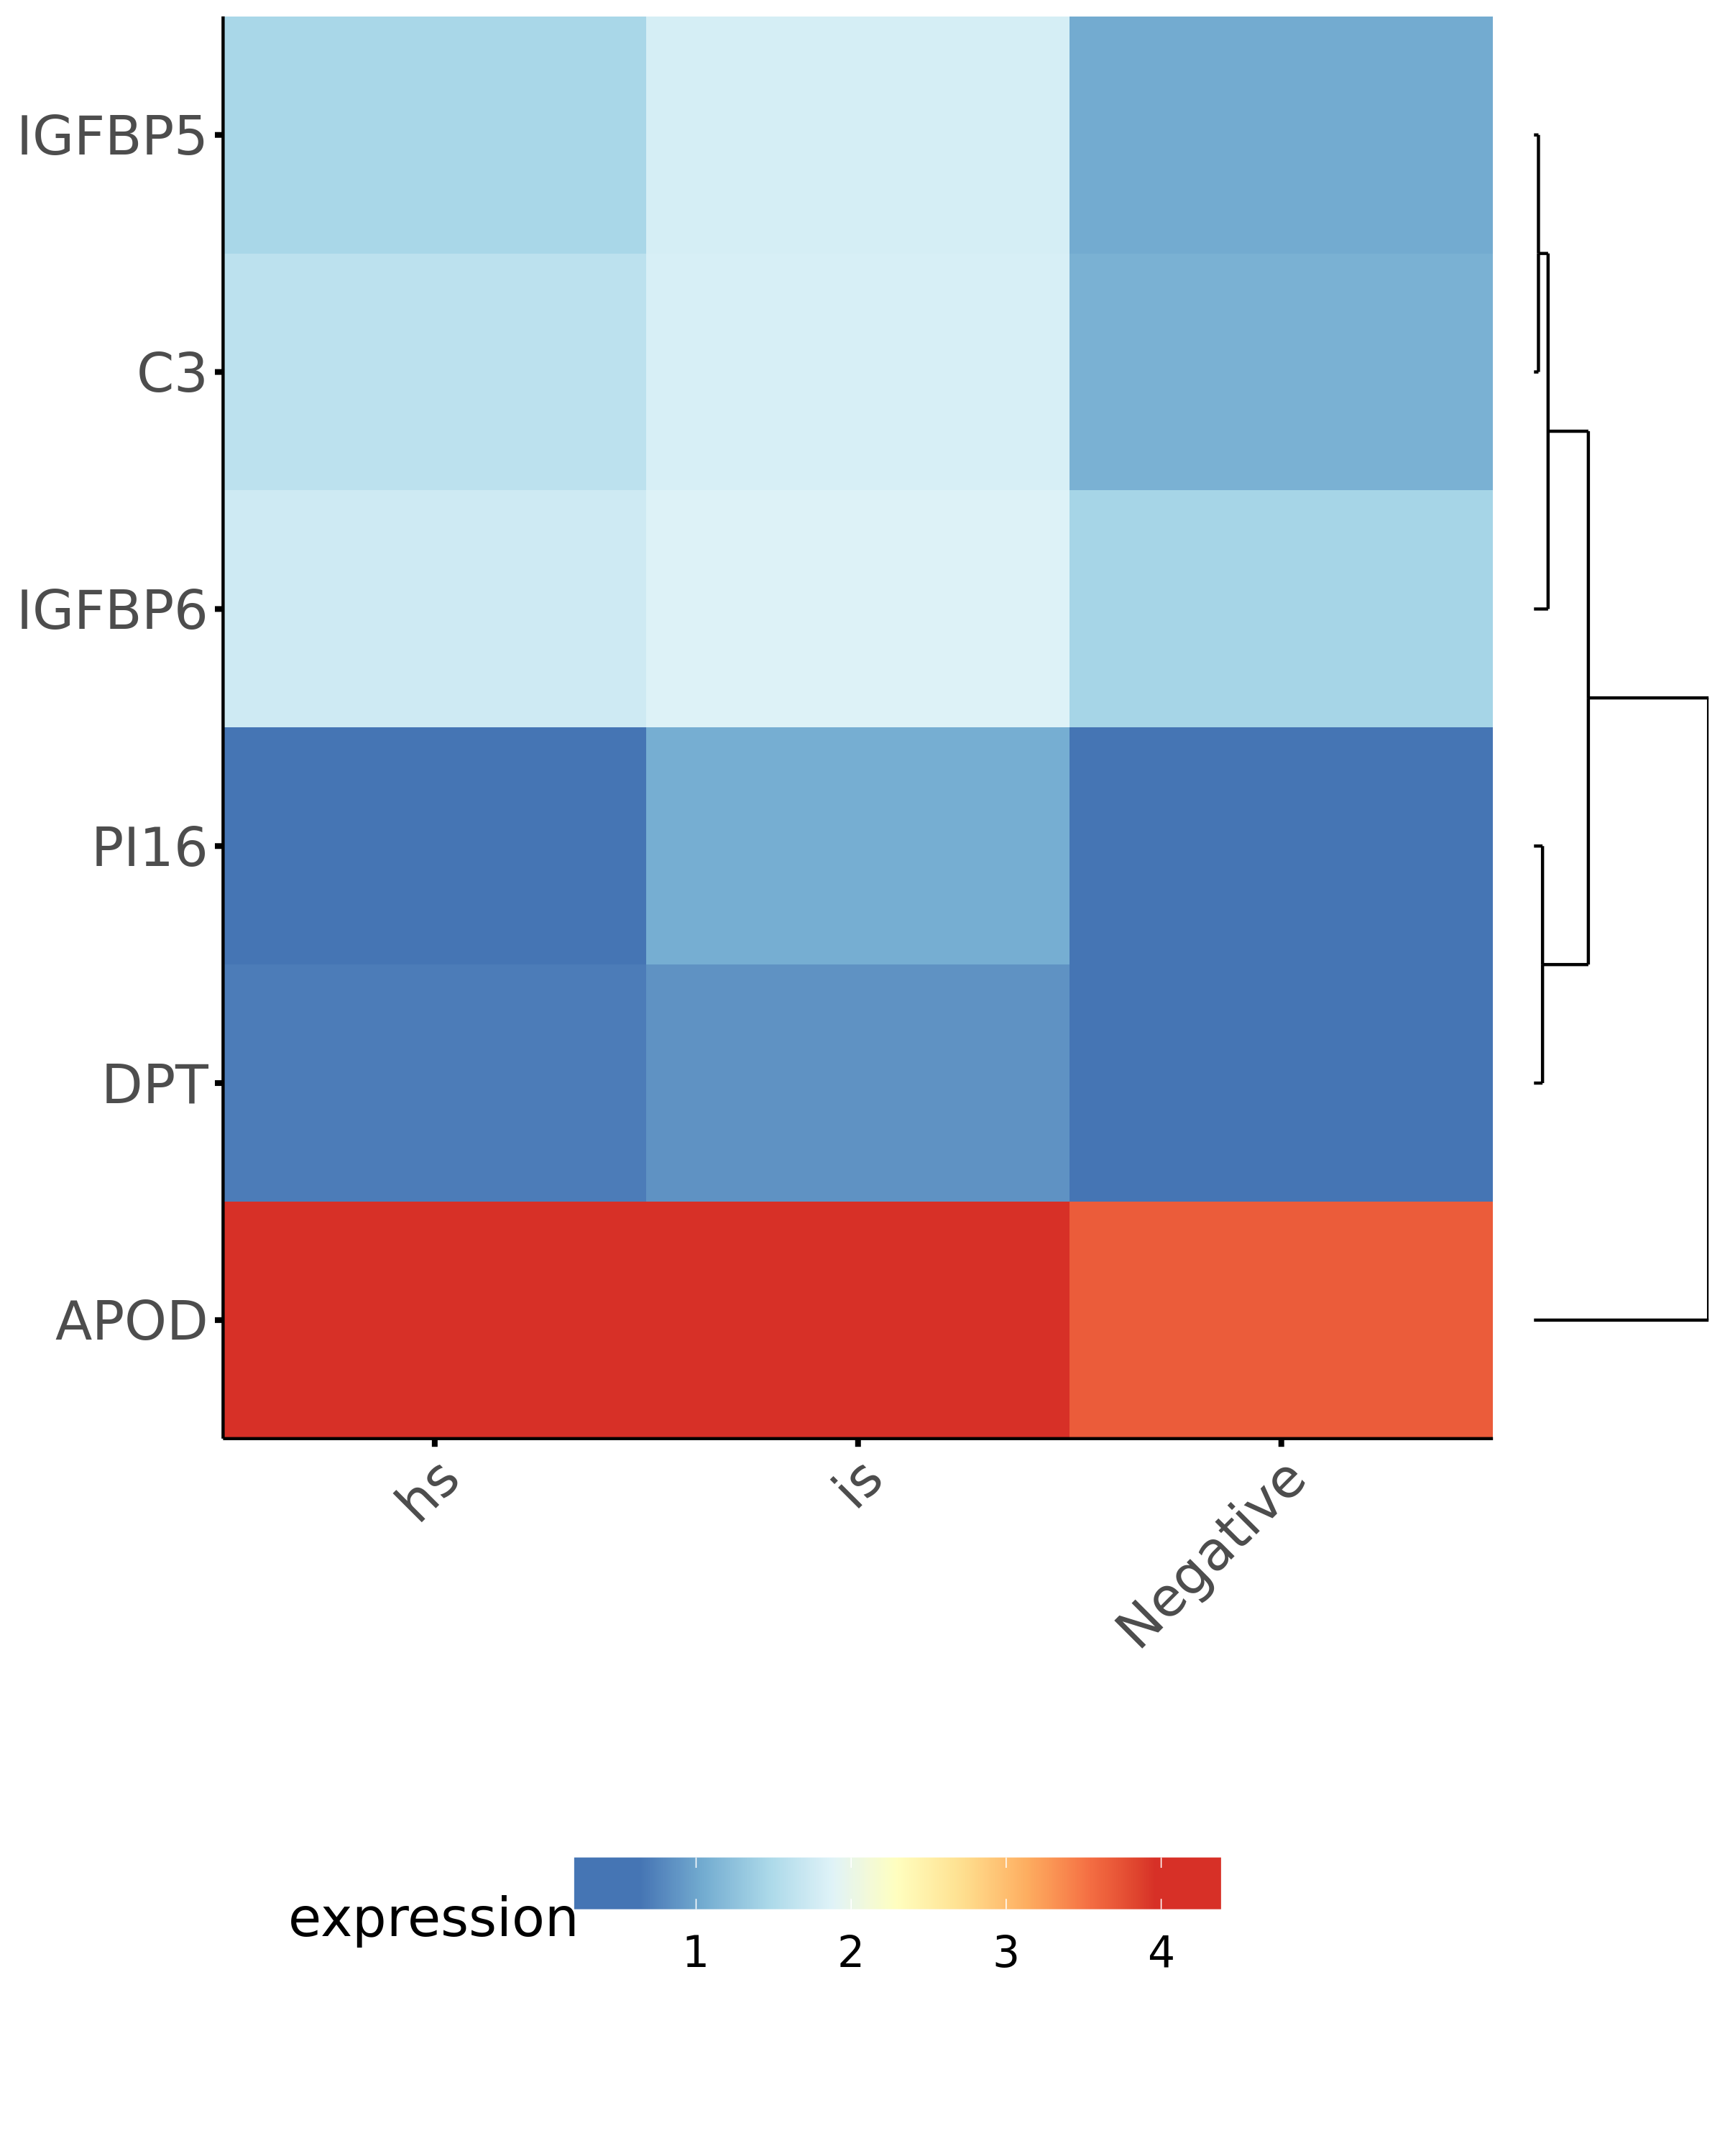 IGFBP5
C3
IGFBP6
PI16
DPT
APOD
hs
is
Negative
expression
1 2 3 4